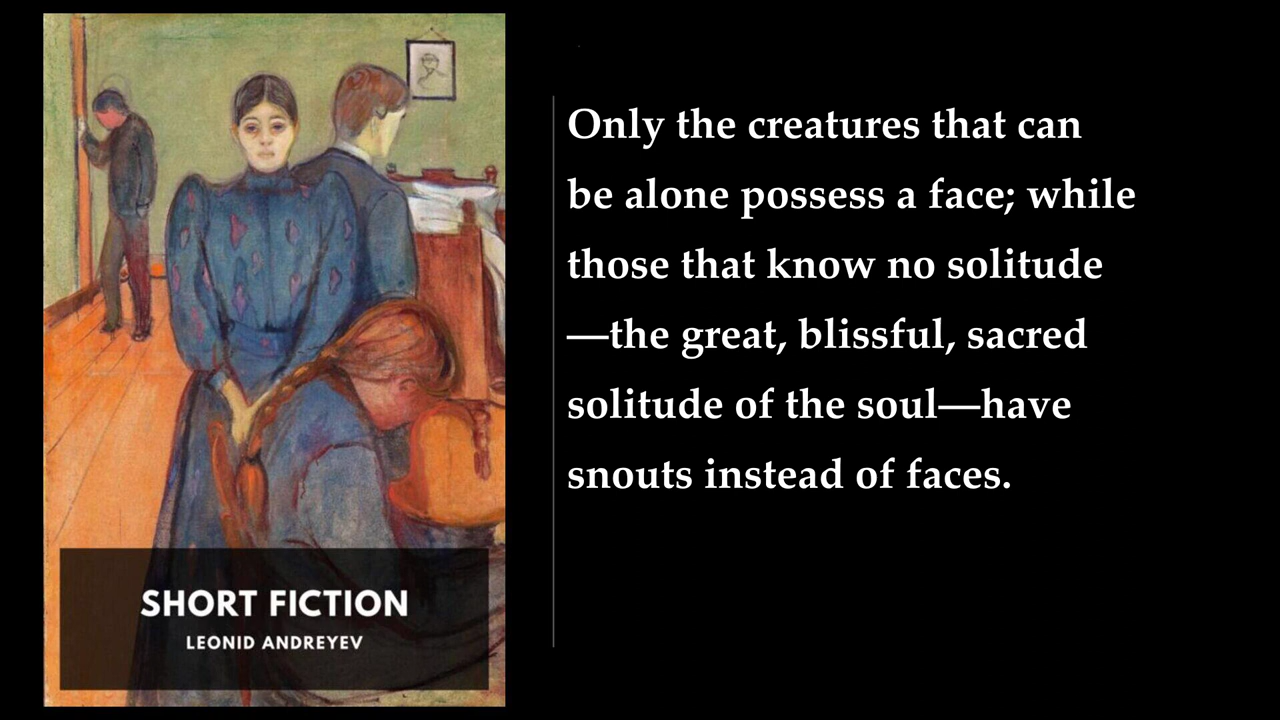 Only the creatures that can
be alone possess a face; while
those that know no solitude
—the great, blissful, sacred
solitude of the soul—have
snouts instead of faces.
SHORT FICTION
LEONID ANDREYEV